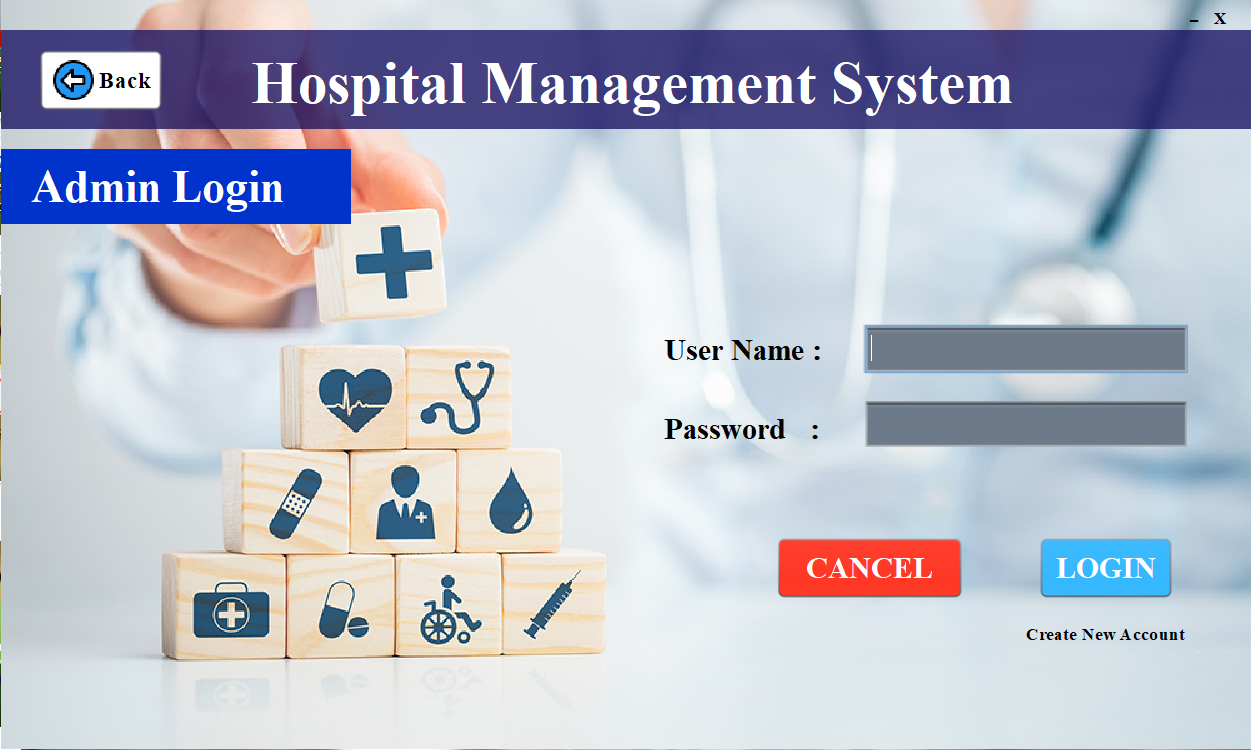 – X
Back
Hospital Management System
Admin Login
User Name :
Password :
CANCEL
LOGIN
Create New Account